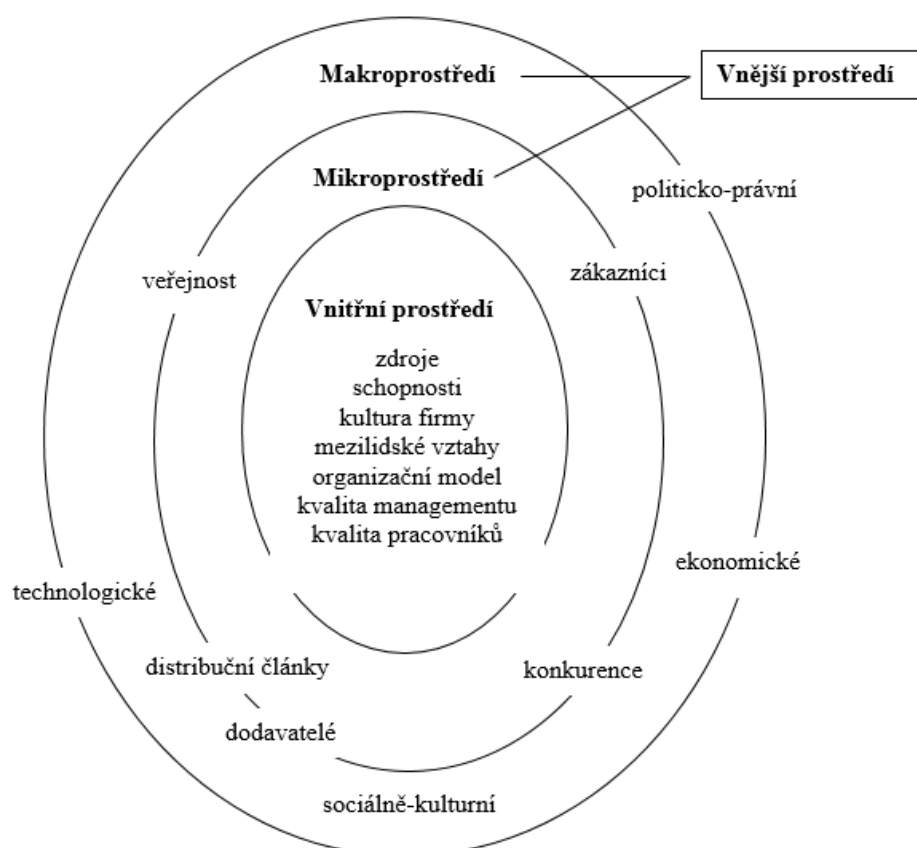 Makroprostředí
Vnější prostředí
Mikroprostředí
politicko-právní
veřejnost
zákazníci
Vnitřní prostředí
zdroje
schopnosti
kultura firmy
mezilidské vztahy
organizační model
kvalita managementu
kvalita pracovníků
ekonomické
technologické
distribuční články
konkurence
dodavatelé
sociálně-kulturní